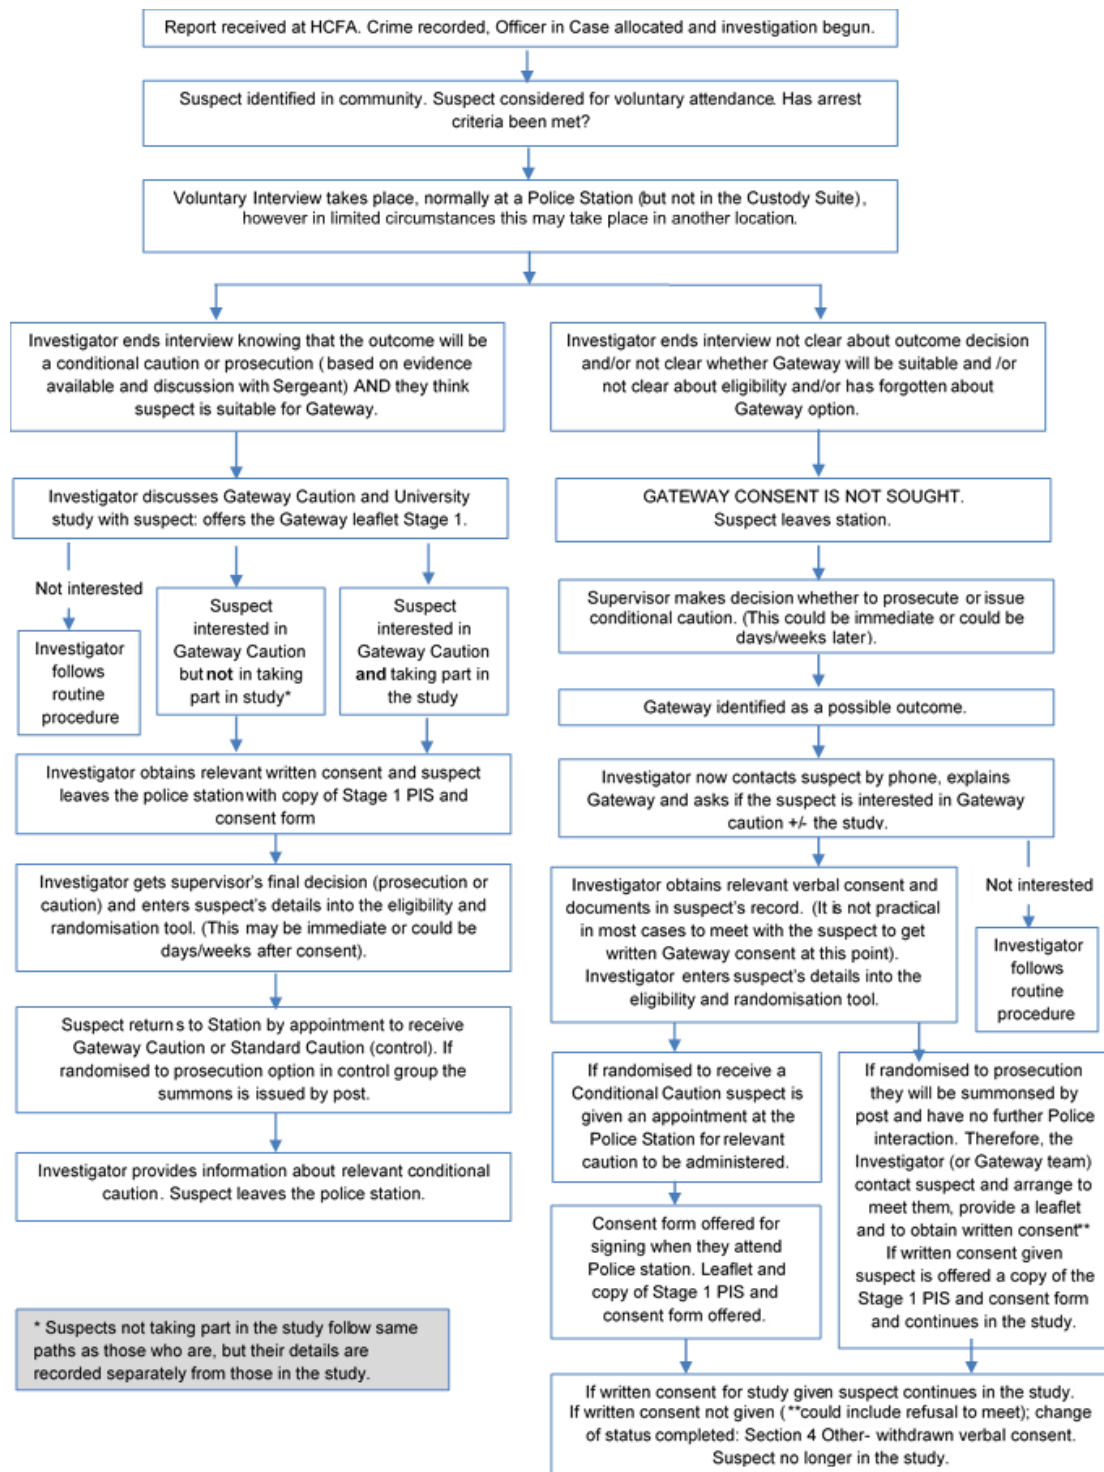 Report received at HCFA. Crime recorded, Officer in Case allocated and investigation begun.
Suspect identified in community. Suspect considered for voluntary attendance. Has arrest
criteria been met?
Voluntary Interview takes place, normally at a Police Station (but not in the Custody Suite),
however in limited circumstances this may take place in another location.
Investigator ends interview knowing that the outcome will be
a conditional caution or prosecution (based on evidence
available and discussion with Sergeant) AND they think
suspect is suitable for Gateway.
Investigator discusses Gateway Caution and University
study with suspect: offers the Gateway leaflet Stage 1.
Not interested
Investigator
follows
routine
procedure
Suspect
interested in
Gateway Caution
but not in taking
part in study*
Suspect
interested in
Gateway Caution
and taking part in
the study
Investigator obtains relevant written consent and suspect
leaves the police station with copy of Stage 1 PIS and
consent form
Investigator gets supervisor's final decision (prosecution or
caution) and enters suspect's details into the eligibility and
randomisation tool. (This may be immediate or could be
days/weeks after consent).
Suspect returns to Station by appointment to receive
Gateway Caution or Standard Caution (control). If
randomised to prosecution option in control group the
summons is issued by post.
Investigator provides information about relevant conditional
caution. Suspect leaves the police station.
* Suspects not taking part in the study follow same
paths as those who are, but their details are
recorded separately from those in the study.
Investigator ends interview not clear about outcome decision
and/or not clear whether Gateway will be suitable and /or
not clear about eligibility and/or has forgotten about
Gateway option.
GATEWAY CONSENT IS NOT SOUGHT.
Suspect leaves station.
Supervisor makes decision whether to prosecute or issue
conditional caution. (This could be immediate or could be
days/weeks later).
Gateway identified as a possible outcome.
Investigator now contacts suspect by phone, explains
Gateway and asks if the suspect is interested in Gateway
caution +/- the study.
Not interested
Investigator
follows
routine
procedure
Investigator obtains relevant verbal consent and
documents in suspect's record. (It is not practical
in most cases to meet with the suspect to get
written Gateway consent at this point).
Investigator enters suspect's details into the
eligibility and randomisation tool.
If randomised to receive a
Conditional Caution suspect is
given an appointment at the
Police Station for relevant
caution to be administered.
Consent form offered for
signing when they attend
Police station. Leaflet and
copy of Stage 1 PIS and
consent form offered.
If randomised to prosecution
they will be summonsed by
post and have no further Police
interaction. Therefore, the
Investigator (or Gateway team)
contact suspect and arrange to
meet them, provide a leaflet
and to obtain written consent**
If written consent given
suspect is offered a copy of the
Stage 1 PIS and consent form
and continues in the study.
If written consent for study given suspect continues in the study.
If written consent not given (**could include refusal to meet); change
of status completed: Section 4 Other- withdrawn verbal consent.
Suspect no longer in the study.